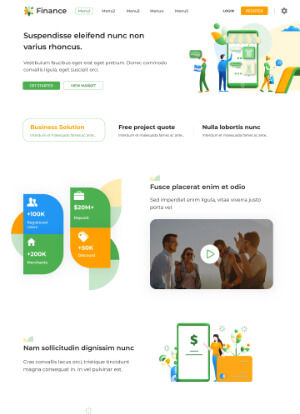 Finance
Menu1
Menu2
Menu3
Menus
Menu5
LOGIN
REGISTER
Suspendisse eleifend nunc non
varius rhoncus.
Vestibulum faucibus eget erat eget pretium. Donec commodo
convallis ligula, eget suscipit orci.
GET STARTED
VIEW MARKET
Business Solution
Interdum et malesuada fames ac ante.
Free project quote
Interdum et malesuada fames ac ante.
Nulla lobortis nunc
Interdum et malesuada fames ac ante.
+100K
Registered
users
$20M+
Deposit
+200K
Merchants
+50K
Discount
Fusce placerat enim et odio
Sed imperdiet enim ligula, vitae viverra justo
porta vel.
Nam sollicitudin dignissim nunc
Cras convallis lacus orci, tristique tincidunt
magna consequat in. In vel pulvinar est.
$